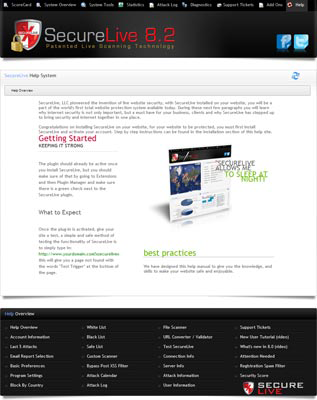 ScoreCard
System Overview
System Tools
Statistics
Attack Log
Diagnostics
Support Tickets
Add Ons
Help
SecureLive 8.2
Patented Live Scanning Technology
SecureLive Help System
Help Overview
SecureLive, LLC pioneered the invention of the website security, with SecureLive installed on your website, you will be a
part of the world's first total website protection system available today. During these next few paragraphs you will learn
why internet security is not only important, but a must have for your business, clients and why SecureLive has stepped up
to bring security and internet together in one place.
Congratulations on installing SecureLive on your website, for your website to be protected, you must first install
SecureLive and activate your account. Step by step instructions can be found in the Installation section of this help site.
Getting Started
KEEPING IT STRONG
The plugin should be active once
you install SecureLive, but you should
make sure of that by going to Extensions
and then Plugin Manager and make sure
there is a green check next to the
SecureLive plugin.
What to Expect
Once the plugin is activated, give your
site a test, a simple and safe method of
testing the functionality of SecureLive is
to simply type in:
this will give you a page not found with the
words "Test Trigger" at the bottom of the
page.
SECURELIVE
ALLOWS ME
TO SLEEP AT
NIGHT!
best practices
We have designed this help manual to give you the knowledge, and
skills to make your website safe and enjoyable.
Help Overview
Help Overview
White List
File Scanner
Support Tickets
Account Information
Black List
URL Converter / Validator
New User Tutorial (video)
Last 5 Attacks
Safe List
Test SecureLive
What's new in 8.0 (video)
Email Report Selection
Custom Scanner
Connection Info
Attention Needed
Basic Preferences
Bypass POST XSS Filter
Server Info
Registration Spam Filter
Program Settings
Attack Calendar
Attack Information
Security Score
Block By Country
Attack Log
User Information
SECURE
LIVE